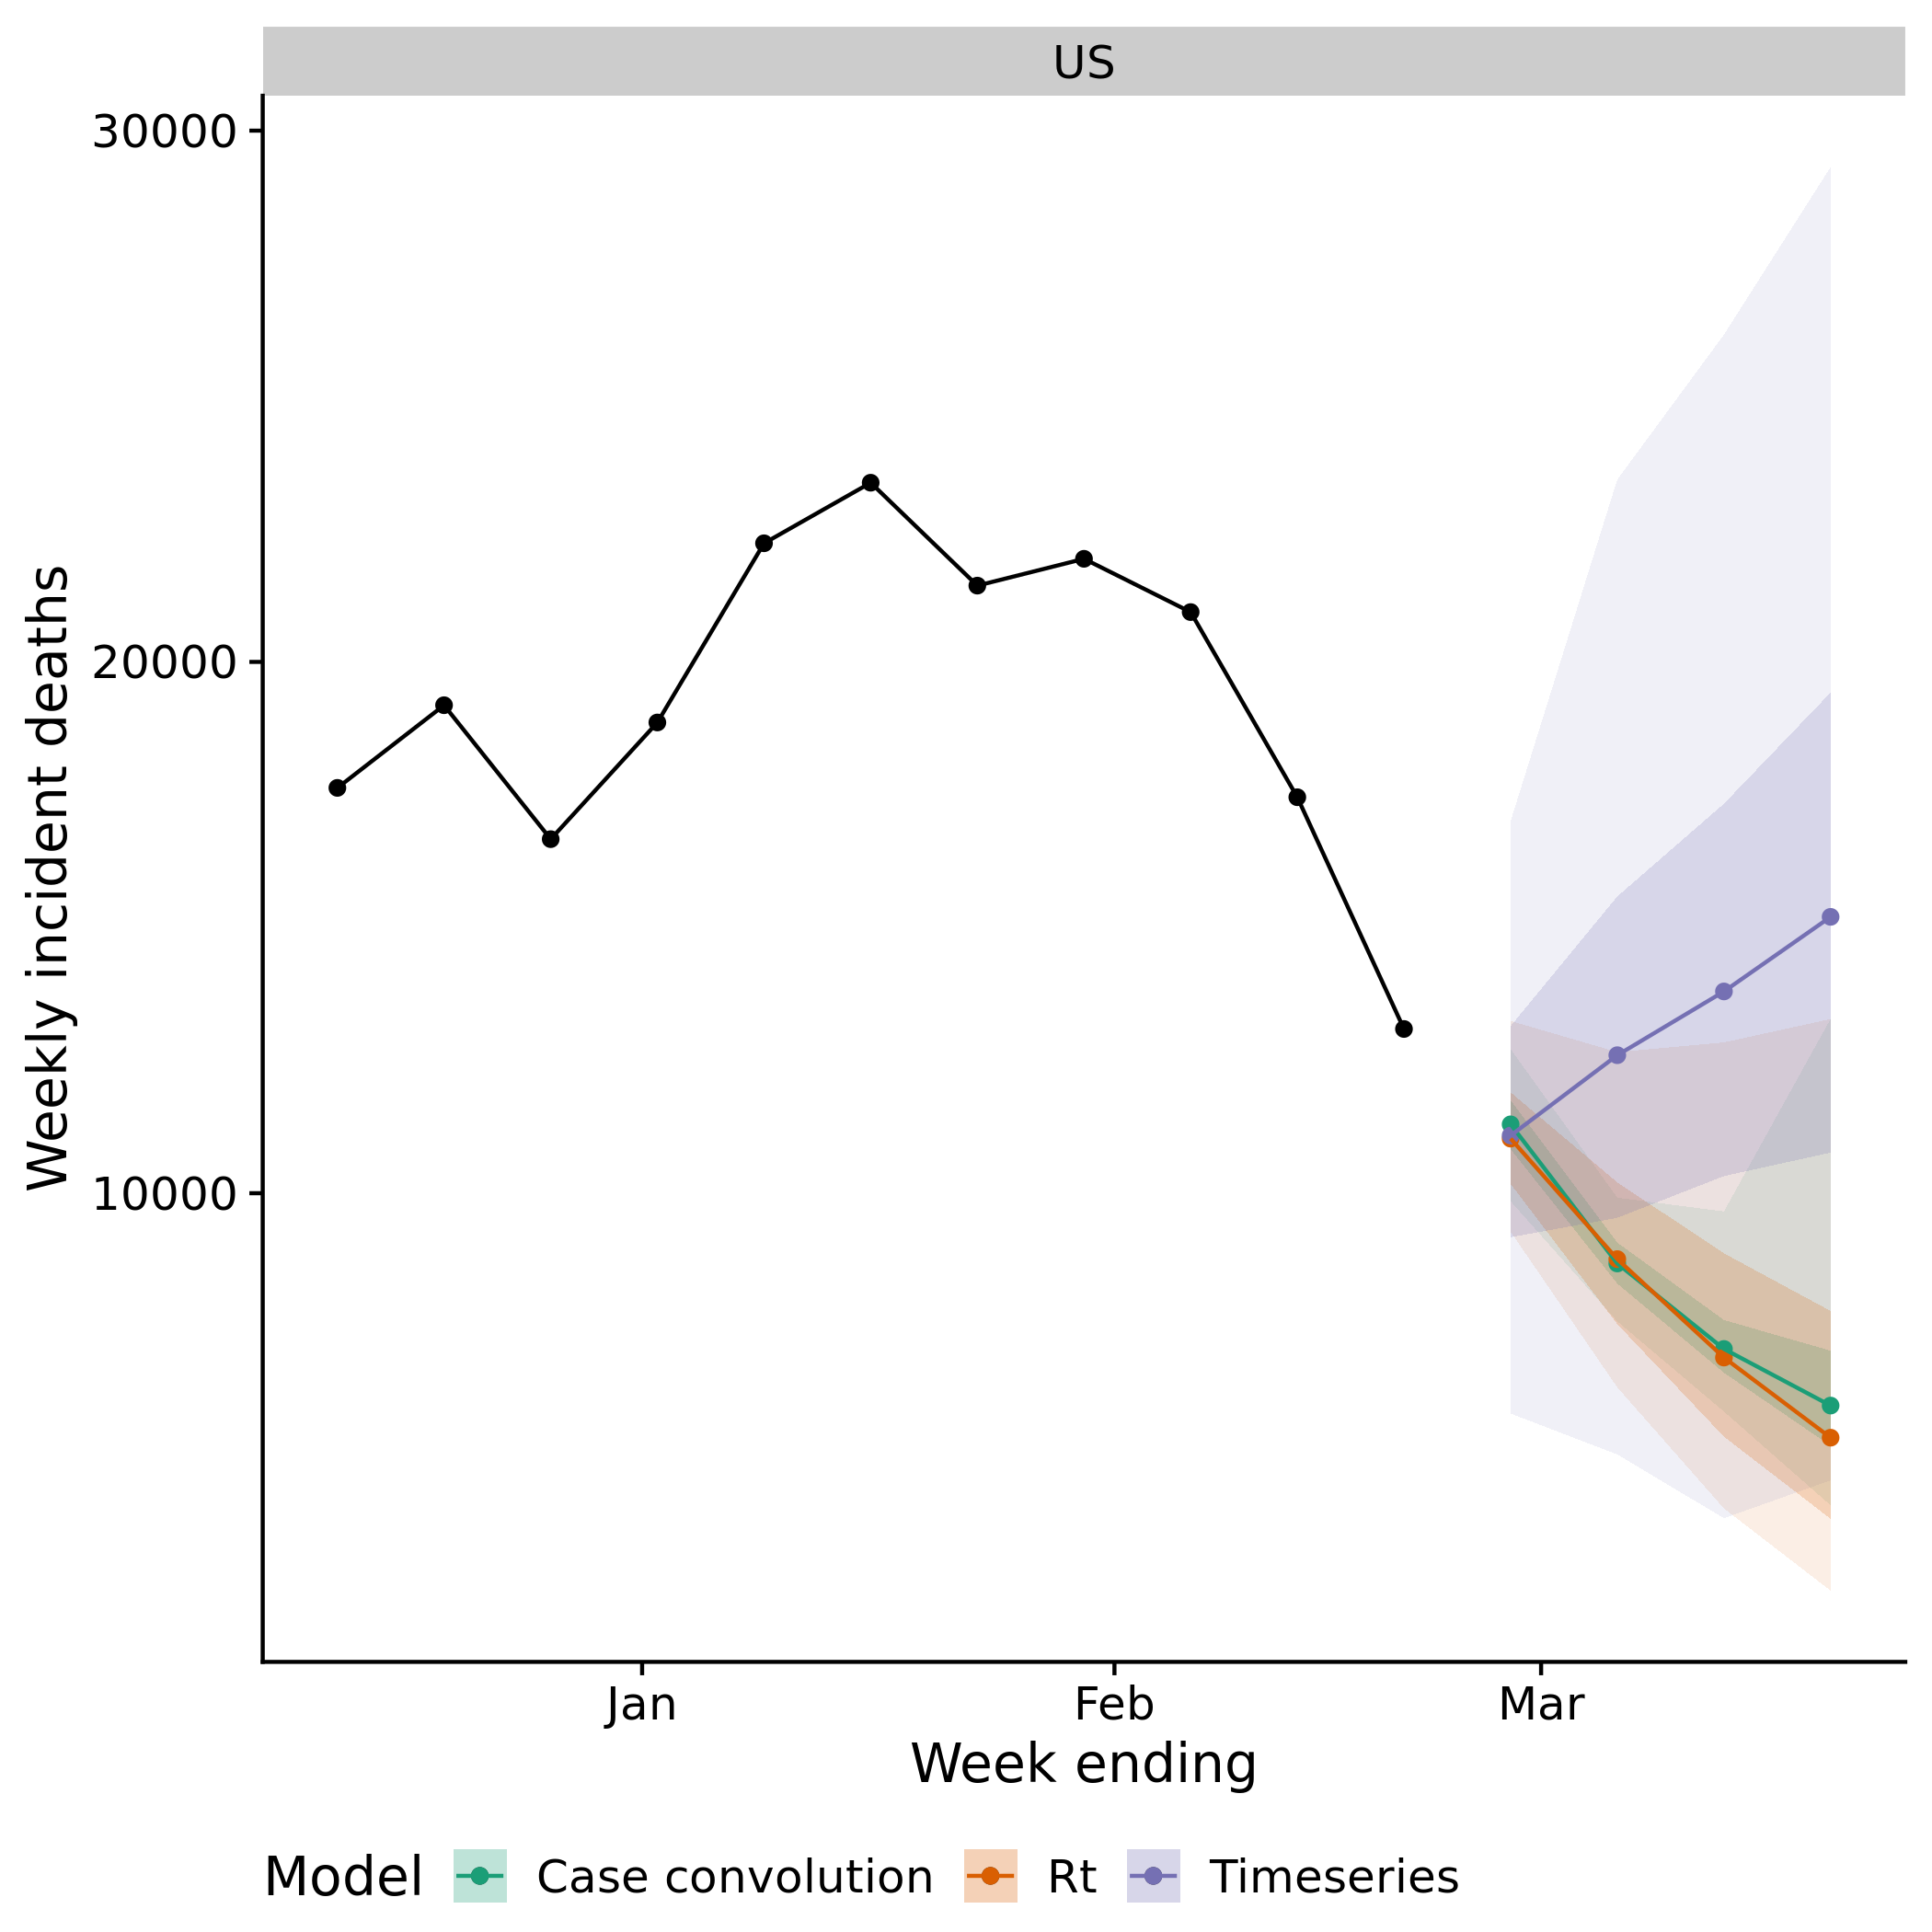 US
30000
20000
10000
Weekly incident deaths
Jan Feb Mar
Week ending
Model Case convolution Rt Timeseries